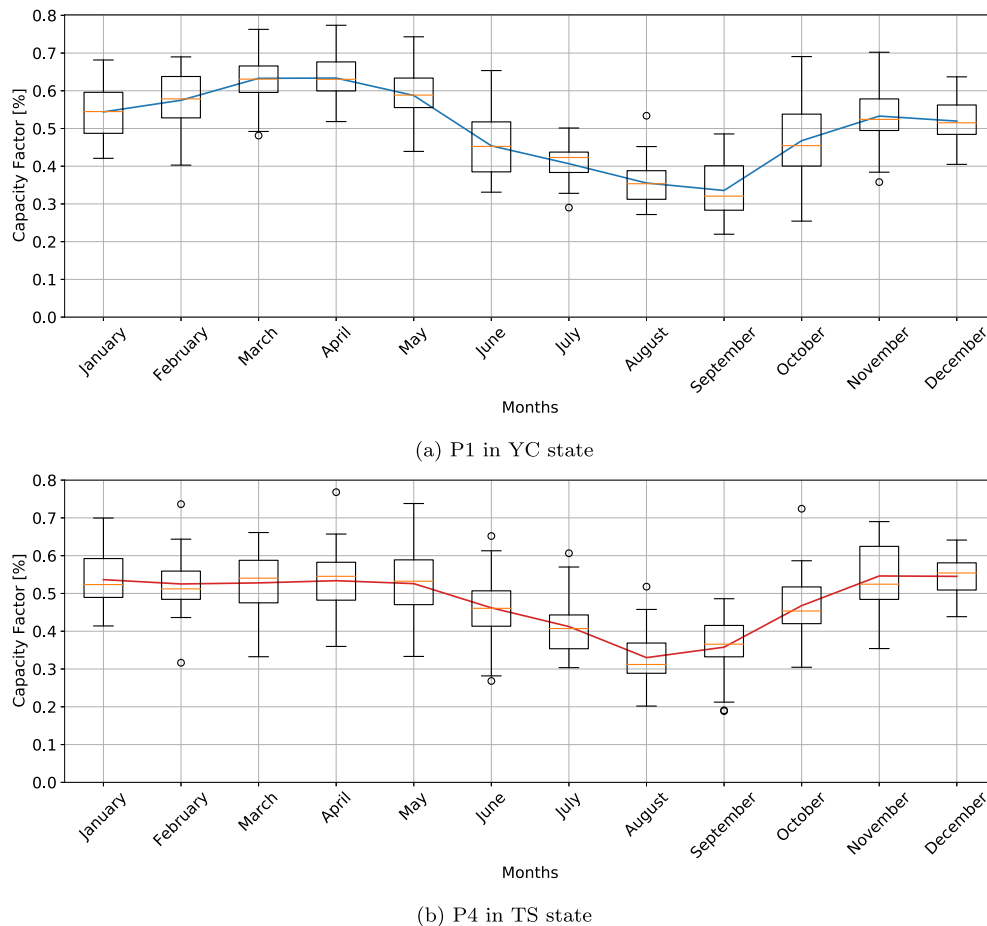 0.8
0.7
0.6
0.5
0.4
0.3
0.2
0.1
0.0
Capacity Factor [%]
January
February
March
April
May
June
July
August
September
October
November
December
Months
(a) P1 in YC state
0.8
0.7
0.6
0.5
0.4
0.3
0.2
0.1
0.0
Capacity Factor [%]
January
February
March
April
May
June
July
August
September
October
November
December
Months
(b) P4 in TS state